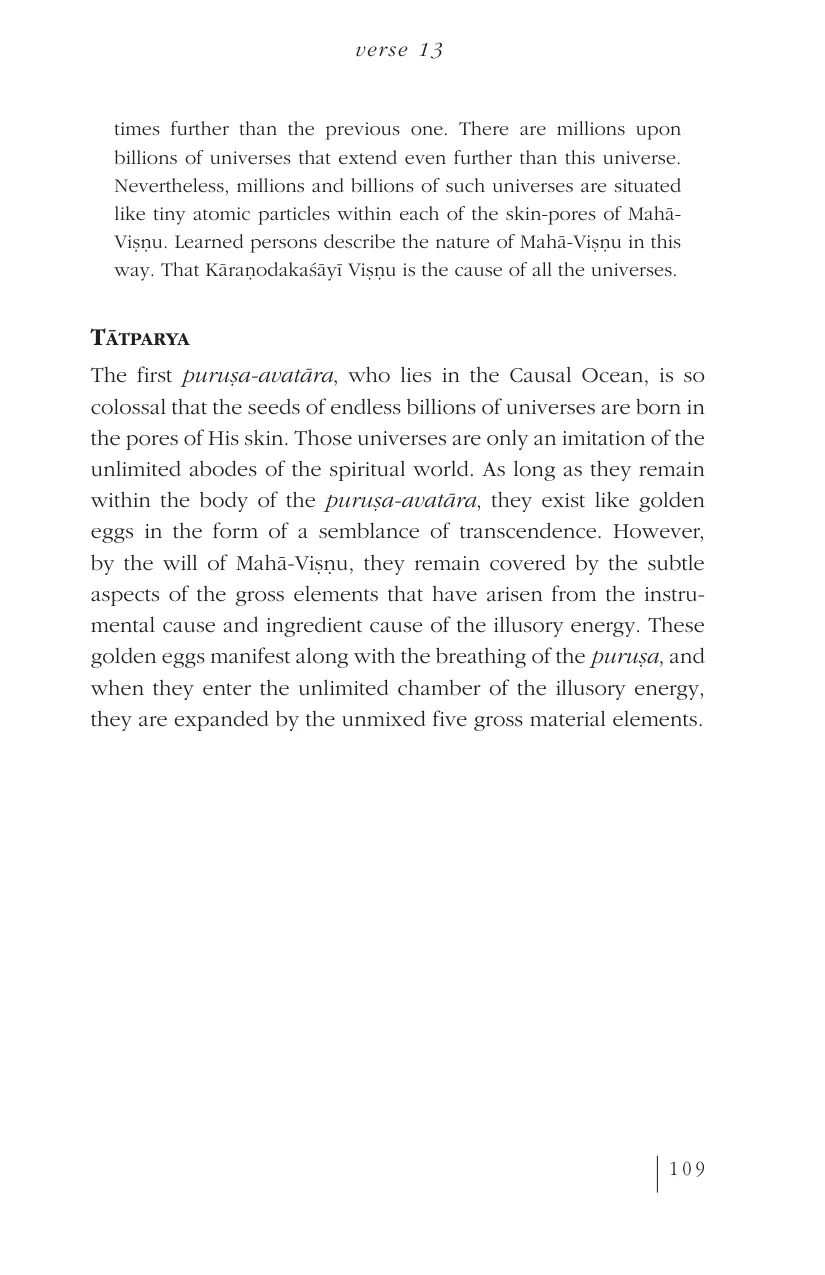 verse 13
times further than the previous one. There are millions upon
billions of universes that extend even further than this universe.
Nevertheless, millions and billions of such universes are situated
like tiny atomic particles within each of the skin-pores of Mahā-
Viṣṇu. Learned persons describe the nature of Mahā-Viṣṇu in this
way. That Kāraṇodakaśāyī Viṣṇu is the cause of all the universes.
Tātparya
The first puruṣa-avatāra, who lies in the Causal Ocean, is so
colossal that the seeds of endless billions of universes are born in
the pores of His skin. Those universes are only an imitation of the
unlimited abodes of the spiritual world. As long as they remain
within the body of the puruṣa-avatāra, they exist like golden
eggs in the form of a semblance of transcendence. However,
by the will of Mahā-Viṣṇu, they remain covered by the subtle
aspects of the gross elements that have arisen from the instru-
mental cause and ingredient cause of the illusory energy. These
golden eggs manifest along with the breathing of the puruṣa, and
when they enter the unlimited chamber of the illusory energy,
they are expanded by the unmixed five gross material elements.
109